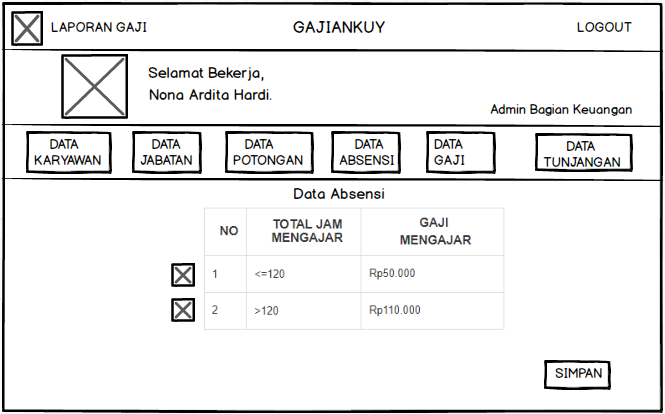 LAPORAN GAJI GAJIANKUY LOGOUT
Selamat Bekerja,
Nona Ardita Hardi.
Admin Bagian Keuangan
DATA KARYAWAN
DATA JABATAN
DATA POTONGAN
DATA ABSENSI
DATA GAJI
DATA TUNJANGAN
Data Absensi
NO TOTAL JAM MENGAJAR GAJI MENGAJAR
1 <=120 Rp50.000
2 >120 Rp110.000
SIMPAN